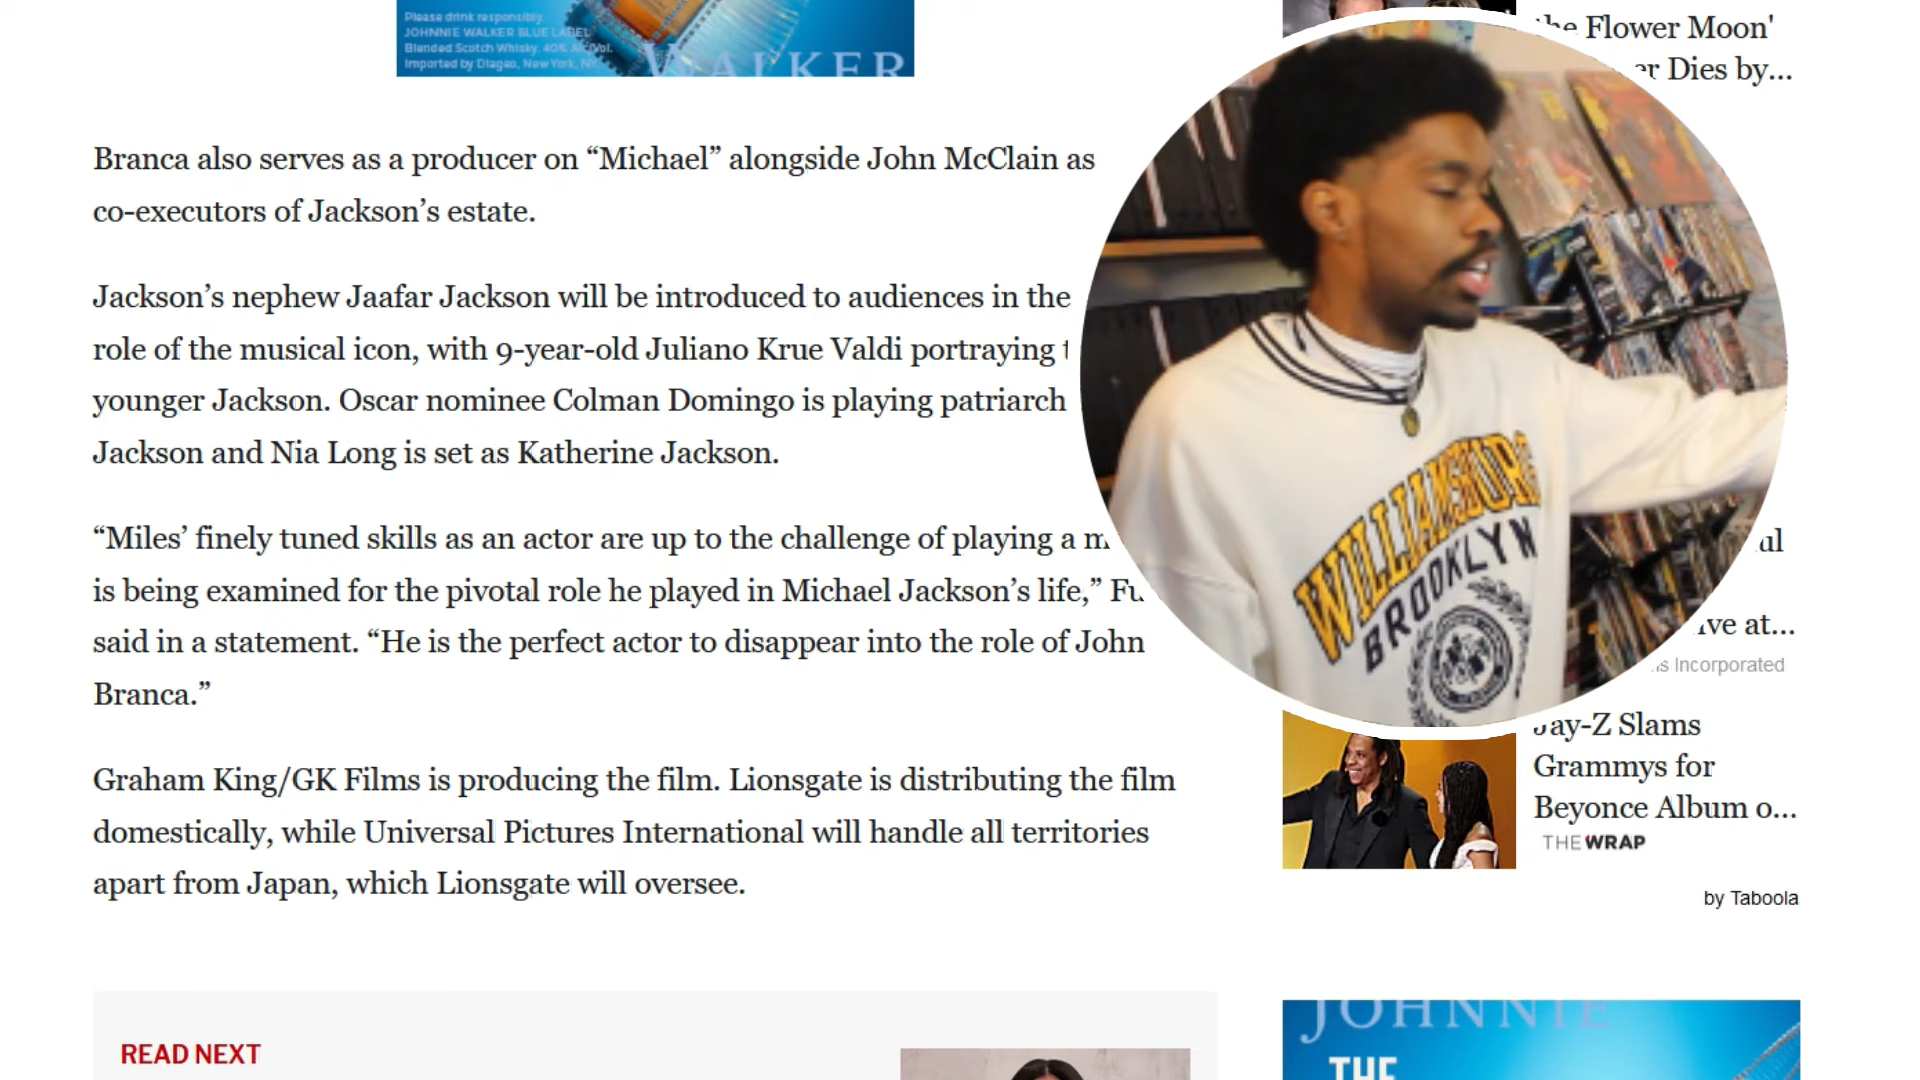 Please drink responsibly.
JOHNNIE WALKER BLUE LABEL
Blended Scotch Whisky. 40% Alc/Vol.
Imported by Diageo, New York, NY.
WALKER
the Flower Moon'
er Dies by...
Branca also serves as a producer on “Michael” alongside John McClain as
co-executors of Jackson’s estate.
Jackson’s nephew Jaafar Jackson will be introduced to audiences in the
role of the musical icon, with 9-year-old Juliano Krue Valdi portraying t
younger Jackson. Oscar nominee Colman Domingo is playing patriarch
Jackson and Nia Long is set as Katherine Jackson.
“Miles’ finely tuned skills as an actor are up to the challenge of playing a m
is being examined for the pivotal role he played in Michael Jackson’s life,” Fu
said in a statement. “He is the perfect actor to disappear into the role of John
Branca.”
Graham King/GK Films is producing the film. Lionsgate is distributing the film
domestically, while Universal Pictures International will handle all territories
apart from Japan, which Lionsgate will oversee.
WILLIAMSBURG
BROOKLYN
ul
ive at...
s Incorporated
Jay-Z Slams
Grammys for
Beyonce Album o...
THE WRAP
by Taboola
READ NEXT
JOHNNIE
THE